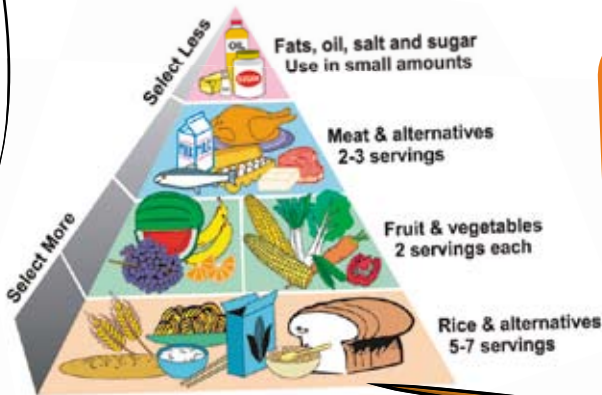 Select Less
Fats, oil, salt and sugar
Use in small amounts
OIL
SUGAR
Meat & alternatives
2-3 servings
MILK
Select More
Fruit & vegetables
2 servings each
Rice & alternatives
5-7 servings